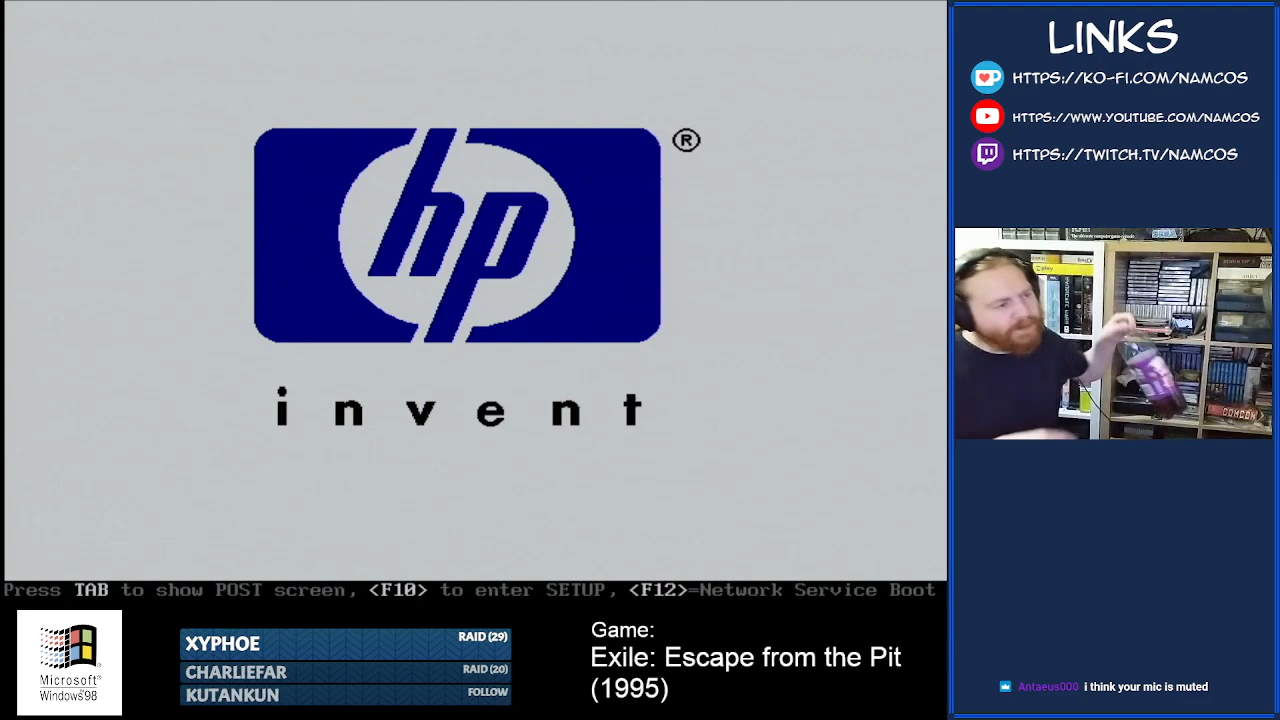 hp
®
invent
Press TAB to show POST screen, <F10> to enter SETUP, <F12>=Network Service Boot
LINKS
HTTPS://KO-FI.COM/NAMCOS
HTTPS://WWW.YOUTUBE.COM/NAMCOS
HTTPS://TWITCH.TV/NAMCOS
COMCON
Microsoft®
Windows98
XYPHOE RAID (29)
CHARLIEFAR RAID (20)
KUTANKUN FOLLOW
Game:
Exile: Escape from the Pit
(1995)
Antaeus000 i think your mic is muted